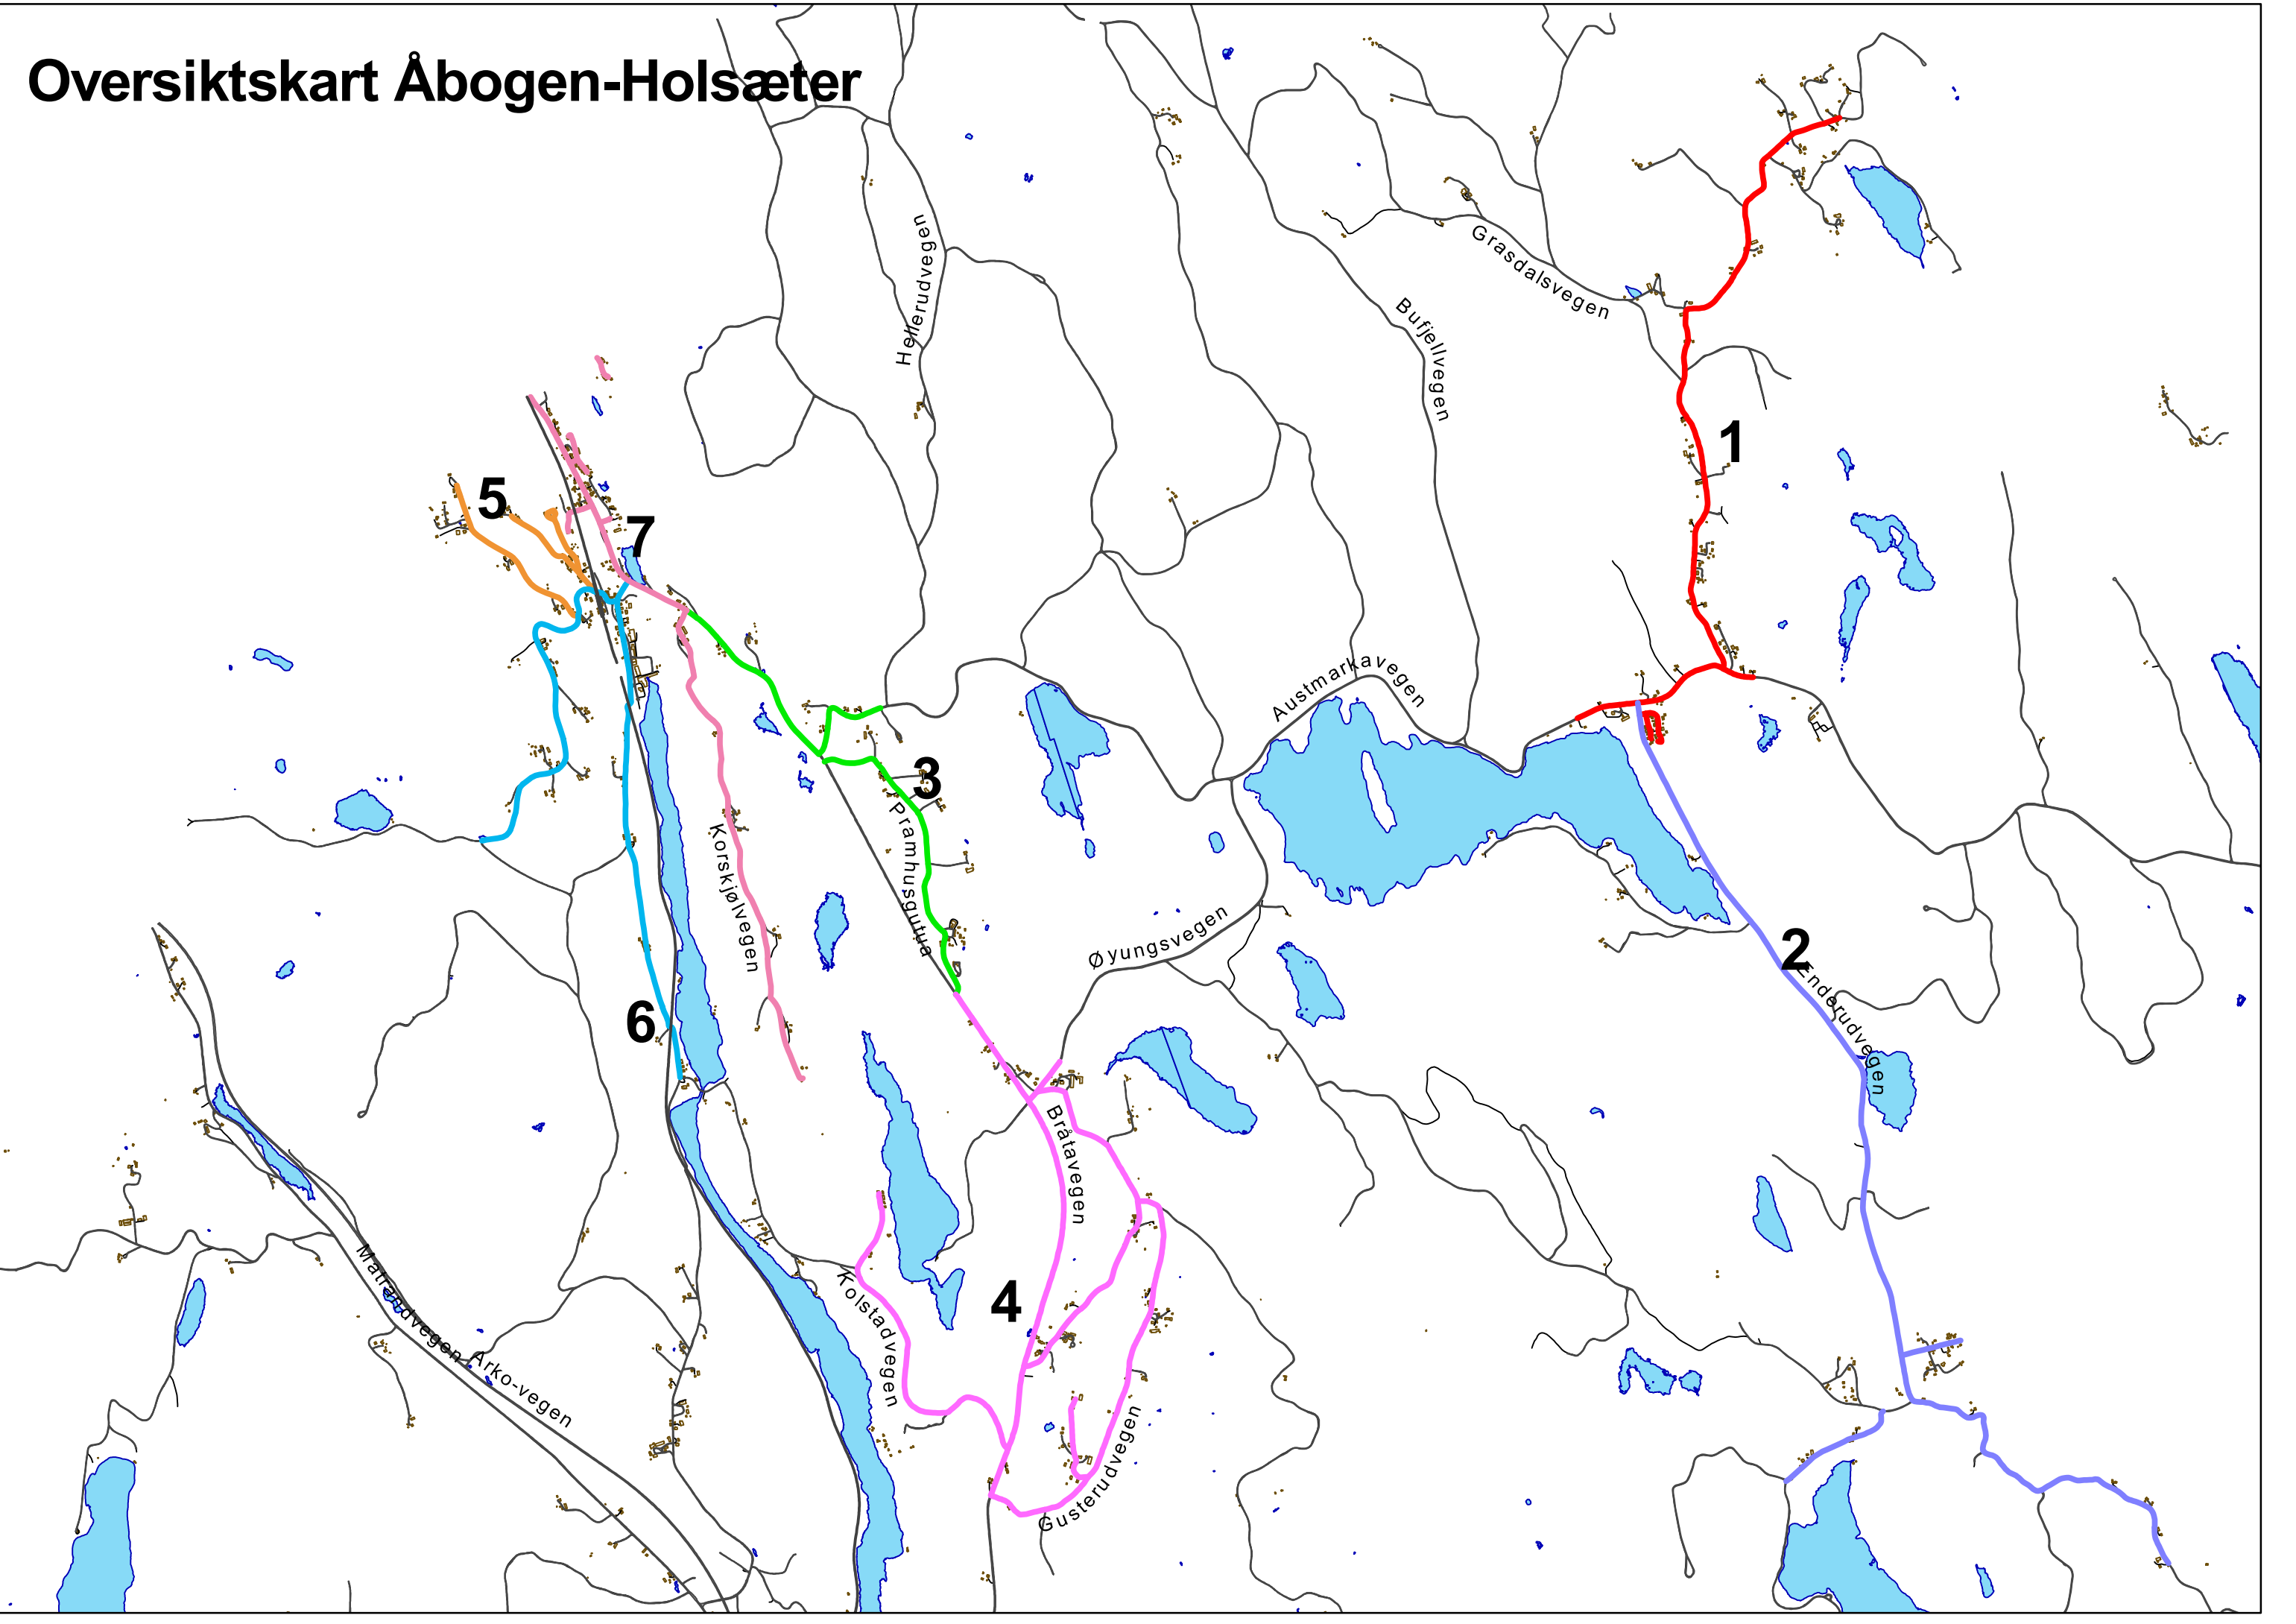 Oversiktskart Åbogen-Holsæter
Hellerudvegen
Grasdalsvegen
Bufjellvegen
1
5
7
Austmarkavegen
3
Pramhusgutua
Korskjølvegen
Øyungsvegen
2
Enderudvegen
6
Bråtavegen
4
Kolstadvegen
Matrandvegen
Arko-vegen
Gusterudvegen